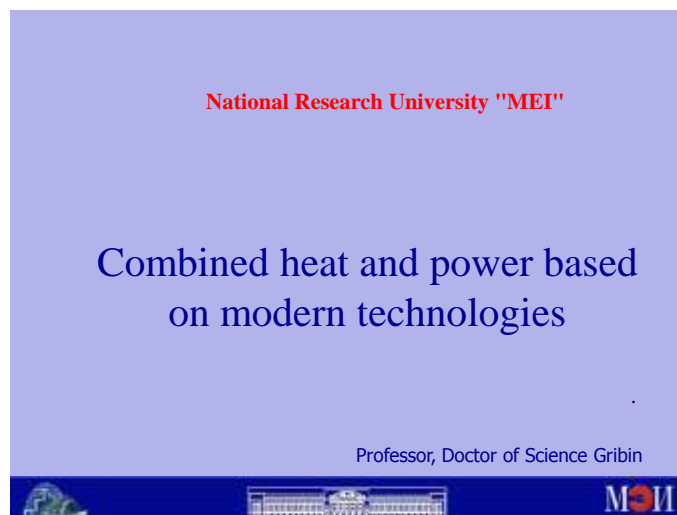 National Research University "MEI"
Combined heat and power based
on modern technologies
.
Professor, Doctor of Science Gribin
МЭИ